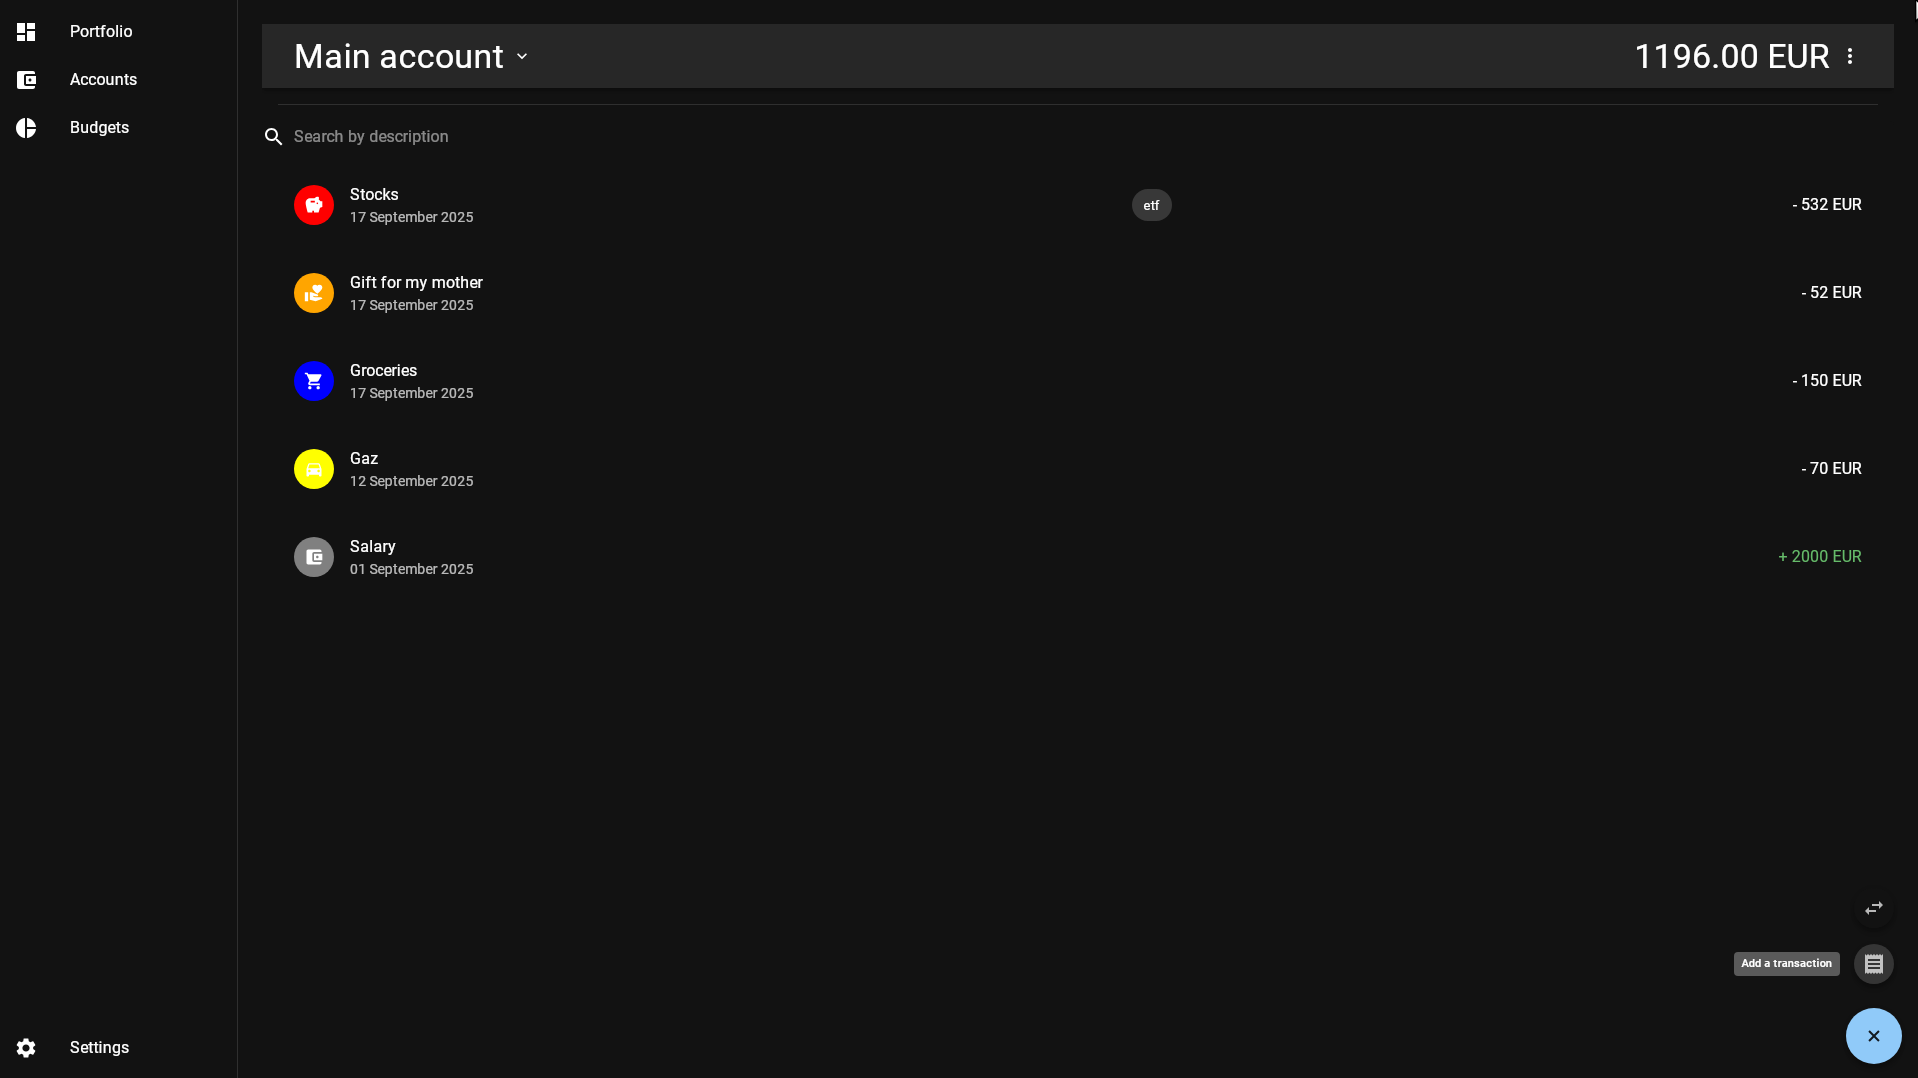 Portfolio
Accounts
Budgets
Settings
Main account
1196.00 EUR
Search by description
Stocks
17 September 2025
etf
- 532 EUR
Gift for my mother
17 September 2025
- 52 EUR
Groceries
17 September 2025
- 150 EUR
Gaz
12 September 2025
- 70 EUR
Salary
01 September 2025
+ 2000 EUR
Add a transaction